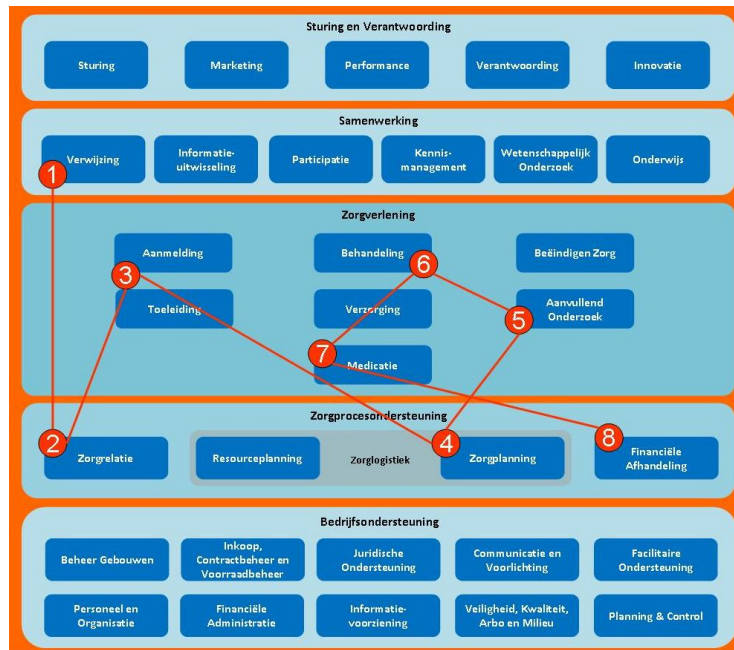 Sturing en Verantwoording
Sturing
Marketing
Performance
Verantwoording
Innovatie
Samenwerking
1
Verwijzing
Informatie-
uitwisseling
Participatie
Kennis-
management
Wetenschappelijk
Onderzoek
Onderwijs
Zorgverlening
Aanmelding
Behandeling
Beëindigen Zorg
3
6
Toeleiding
Verzorging
Aanvullend
Onderzoek
5
7
Medicatie
Zorgprocesondersteuning
2
Zorgrelatie
Resourceplanning
Zorglogistiek
4
Zorgplanning
8
Financiële
Afhandeling
Bedrijfsondersteuning
Beheer Gebouwen
Inkoop,
Contractbeheer en
Voorraadbeheer
Juridische
Ondersteuning
Communicatie en
Voorlichting
Facilitaire
Ondersteuning
Personeel en
Organisatie
Financiële
Administratie
Informatie-
voorziening
Veiligheid, Kwaliteit,
Arbo en Milieu
Planning & Control